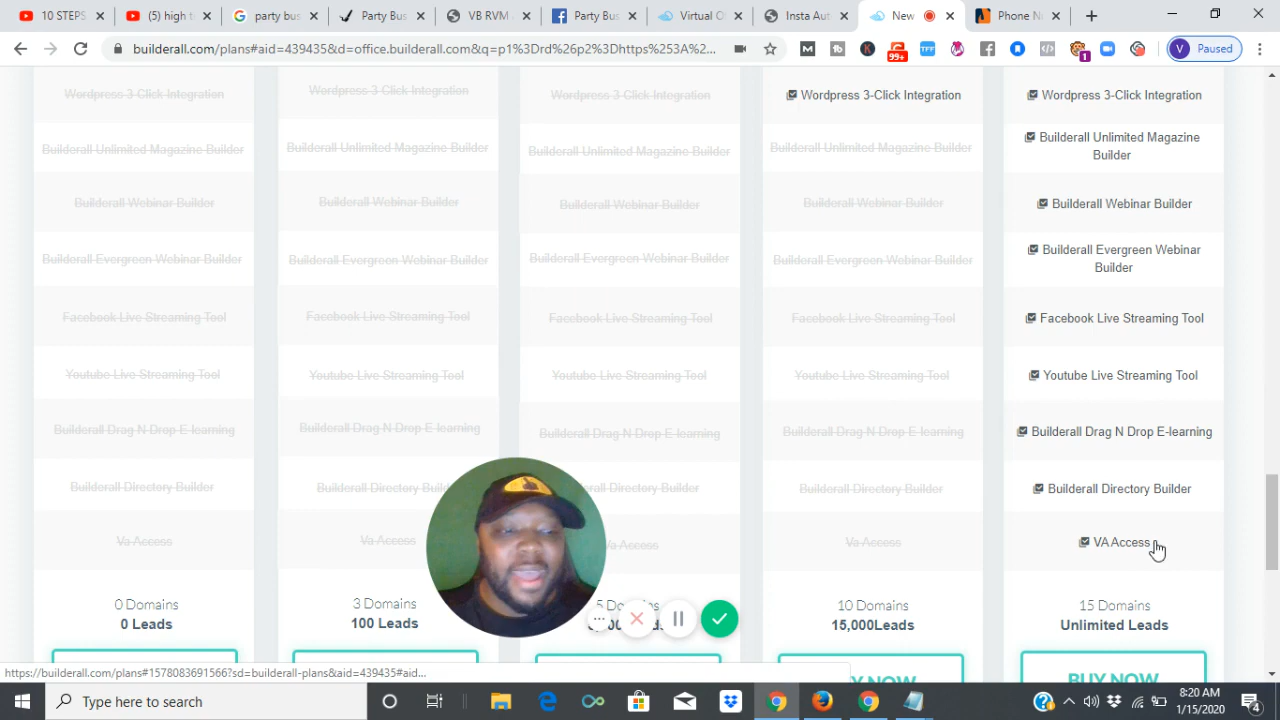 10 STEPS
(5) high t
party bus
Party Bus
VB RVM
Party Bus
Virtual O
Insta Aut
New
Phone Nu
builderall.com/plans#aid=439435&d=office.builderall.com&q=p1%3Drd%26p2%3Dhttps%253A%2...
99+
TFF
1
V Paused
Wordpress 3 Click Integration
Wordpress 3 Click Integration
Wordpress 3 Click Integration
Wordpress 3-Click Integration
Wordpress 3-Click Integration
Builderall Unlimited Magazine Builder
Builderall Unlimited Magazine Builder
Builderall Unlimited Magazine Builder
Builderall Unlimited Magazine Builder
Builderall Unlimited Magazine
Builder
Builderall Webinar Builder
Builderall Webinar Builder
Builderall Webinar Builder
Builderall Webinar Builder
Builderall Webinar Builder
Builderall Evergreen Webinar Builder
Builderall Evergreen Webinar Builder
Builderall Evergreen Webinar Builder
Builderall Evergreen Webinar Builder
Builderall Evergreen Webinar
Builder
Facebook Live Streaming Tool
Facebook Live Streaming Tool
Facebook Live Streaming Tool
Facebook Live Streaming Tool
Facebook Live Streaming Tool
Youtube Live Streaming Tool
Youtube Live Streaming Tool
Youtube Live Streaming Tool
Youtube Live Streaming Tool
Youtube Live Streaming Tool
Builderall Drag N Drop E-learning
Builderall Drag N Drop E-learning
Builderall Drag N Drop E-learning
Builderall Drag N Drop E-learning
Builderall Drag N Drop E-learning
Builderall Directory Builder
Builderall Directory
Directory Builder
Builderall Directory Builder
Builderall Directory Builder
Va Access
Va Access
Access
Va Access
VA Access
0 Domains
0 Leads
3 Domains
100 Leads
5 Domains
10 Domains
15,000Leads
15 Domains
Unlimited Leads
BUY NOW
BUY NOW
https://builderall.com/plans#1578083691566?sd=builderall-plans&aid=439435#aid...
Type here to search
8:20 AM
1/15/2020
4